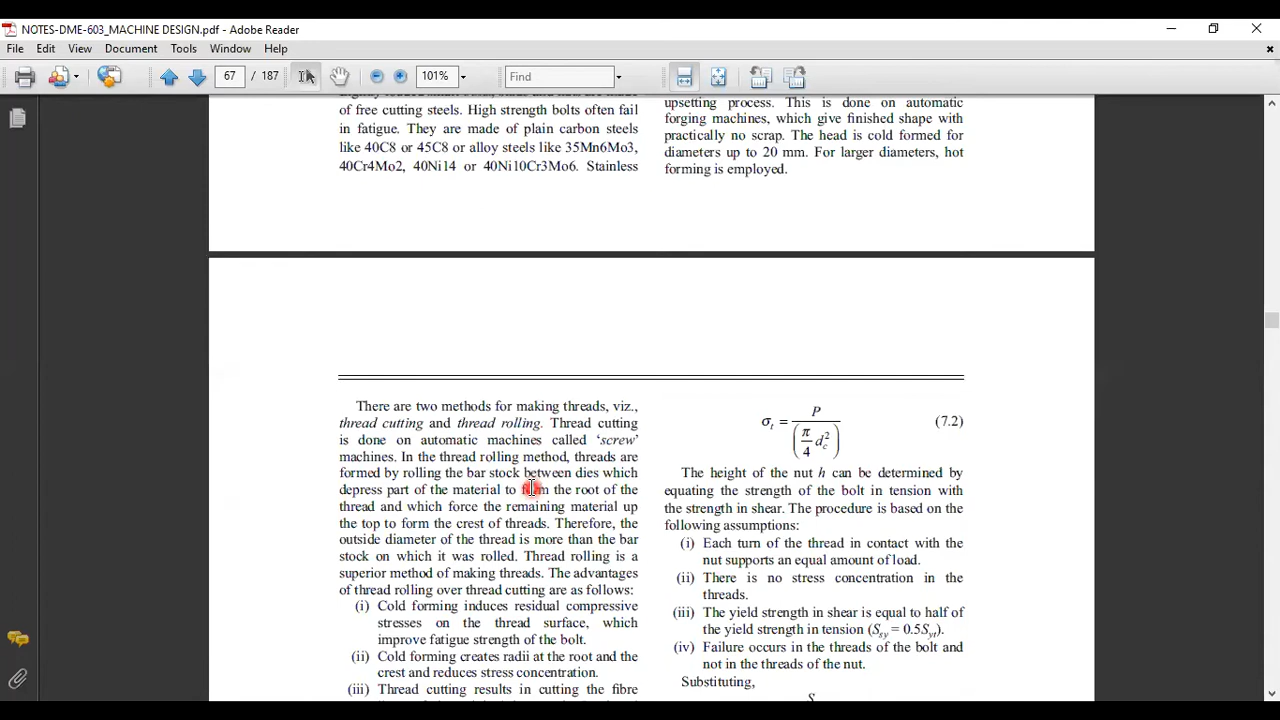 NOTES-DME-603_MACHINE DESIGN.pdf - Adobe Reader
File Edit View Document Tools Window Help
67 / 187 101% Find
of free cutting steels. High strength bolts often fail
in fatigue. They are made of plain carbon steels
like 40C8 or 45C8 or alloy steels like 35Mn6Mo3,
40Cr4Mo2, 40Ni14 or 40Ni10Cr3Mo6. Stainless
upsetting process. This is done on automatic
forging machines, which give finished shape with
practically no scrap. The head is cold formed for
diameters up to 20 mm. For larger diameters, hot
forming is employed.
There are two methods for making threads, viz.,
thread cutting and thread rolling. Thread cutting
is done on automatic machines called ‘screw’
machines. In the thread rolling method, threads are
formed by rolling the bar stock between dies which
depress part of the material to form the root of the
thread and which force the remaining material up
the top to form the crest of threads. Therefore, the
outside diameter of the thread is more than the bar
stock on which it was rolled. Thread rolling is a
superior method of making threads. The advantages
of thread rolling over thread cutting are as follows:
(i) Cold forming induces residual compressive
stresses on the thread surface, which
improve fatigue strength of the bolt.
(ii) Cold forming creates radii at the root and the
crest and reduces stress concentration.
(iii) Thread cutting results in cutting the fibre
σt = P / (π/4 dc²) (7.2)
The height of the nut h can be determined by
equating the strength of the bolt in tension with
the strength in shear. The procedure is based on the
following assumptions:
(i) Each turn of the thread in contact with the
nut supports an equal amount of load.
(ii) There is no stress concentration in the
threads.
(iii) The yield strength in shear is equal to half of
the yield strength in tension (Ssy = 0.5Syt).
(iv) Failure occurs in the threads of the bolt and
not in the threads of the nut.
Substituting,